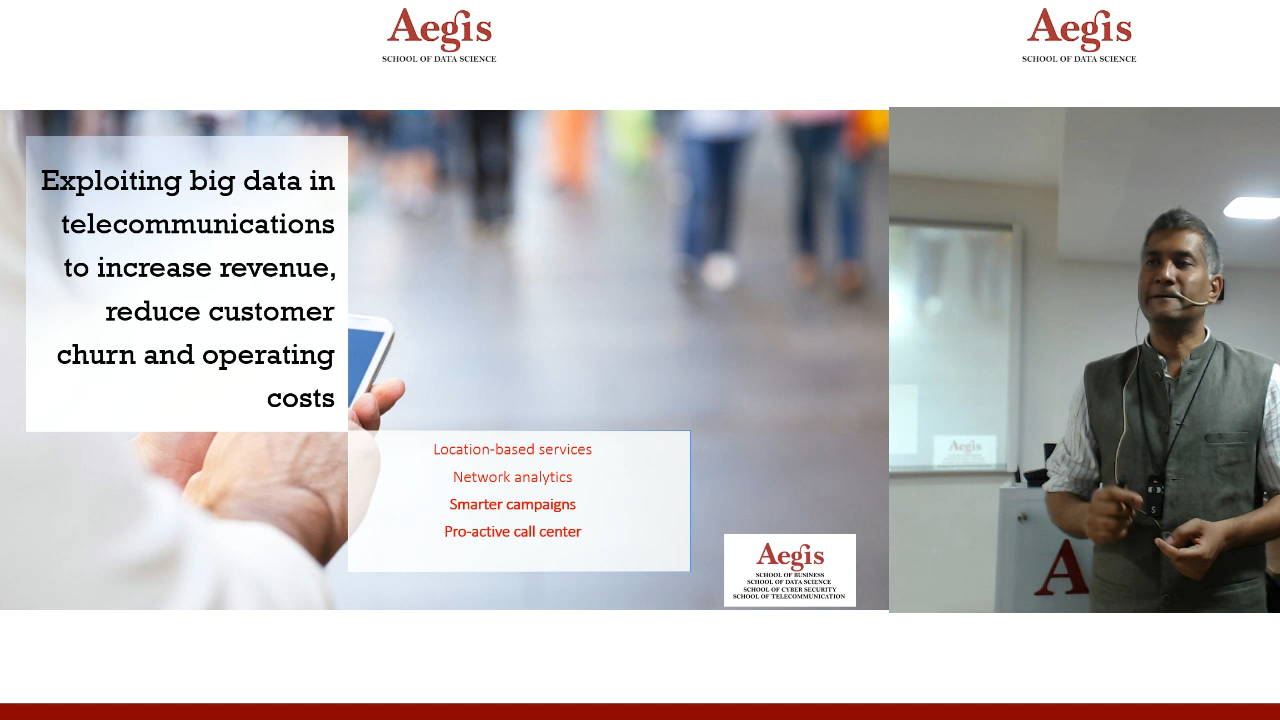 Aegis
SCHOOL OF DATA SCIENCE
Aegis
SCHOOL OF DATA SCIENCE
Exploiting big data in
telecommunications
to increase revenue,
reduce customer
churn and operating
costs
Location-based services
Network analytics
Smarter campaigns
Pro-active call center
Aegis
SCHOOL OF BUSINESS
SCHOOL OF DATA SCIENCE
SCHOOL OF CYBER SECURITY
SCHOOL OF TELECOMMUNICATION
Aegis
S
A